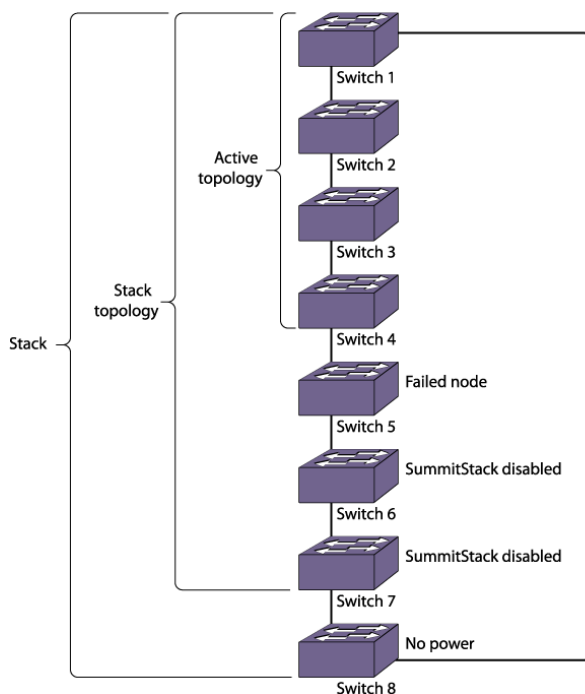 Switch 1
Switch 2
Active
topology
Switch 3
Stack
topology
Switch 4
Stack
Failed node
Switch 5
SummitStack disabled
Switch 6
SummitStack disabled
Switch 7
No power
Switch 8